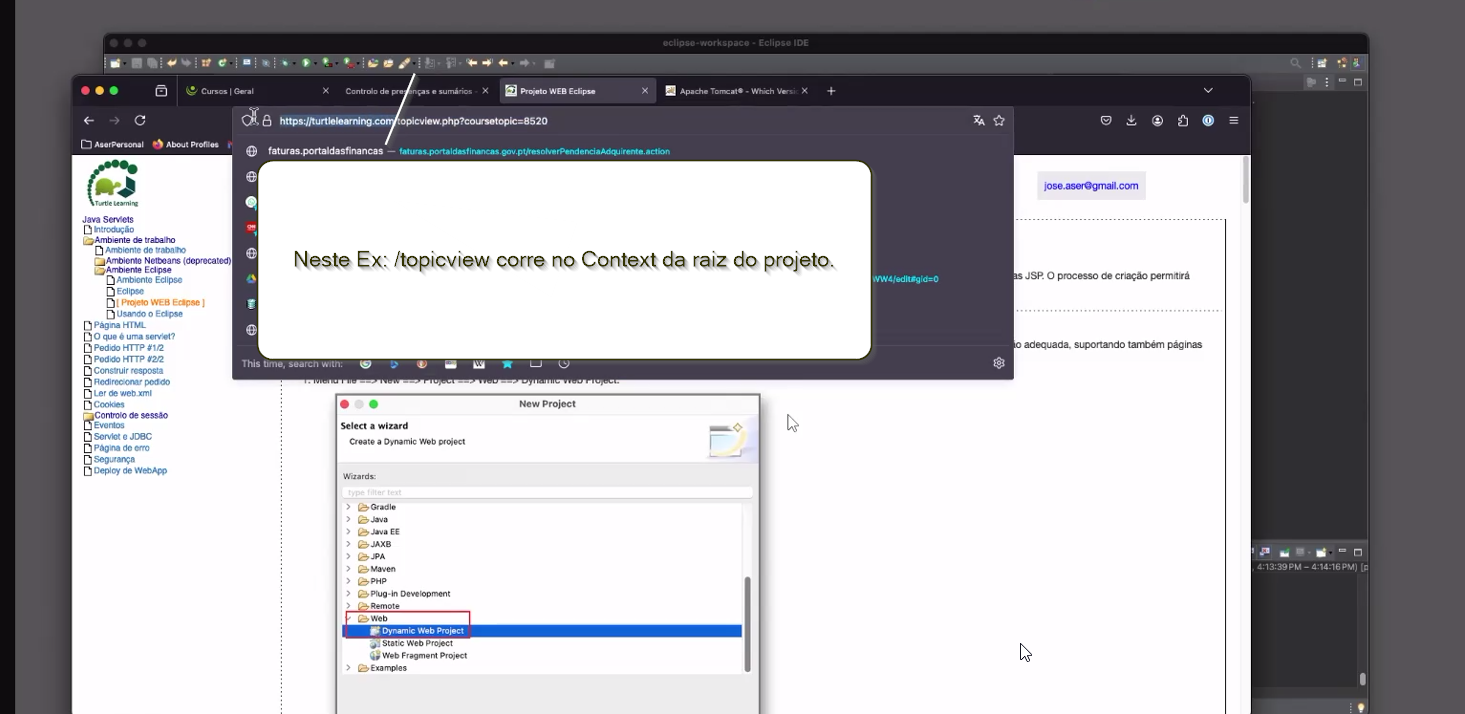 eclipse-workspace - Eclipse IDE
Cursos | Geral
Controlo de presenças e sumários -
Projeto WEB Eclipse
Apache Tomcat® - Which Versi
https://turtlelearning.com/topicview.php?coursetopic=8520
AserPersonal
About Profiles
faturas.portaldasfinancas — faturas.portaldasfinancas.gov.pt/resolverPendenciaAdquirente.action
Neste Ex: /topicview corre no Context da raiz do projeto.
WW4/edit#gid=0
This time, search with:
Turtle Learning
jose.aser@gmail.com
Java Servlets
Introdução
Ambiente de trabalho
Ambiente de trabalho
Ambiente Netbeans (deprecated)
Ambiente Eclipse
Ambiente Eclipse
Eclipse
[ Projeto WEB Eclipse ]
Usando o Eclipse
Página HTML
O que é uma servlet?
Pedido HTTP #1/2
Pedido HTTP #2/2
Construir resposta
Redirecionar pedido
Ler de web.xml
Cookies
Controlo de sessão
Eventos
Servlet e JDBC
Página de erro
Segurança
Deploy de WebApp
as JSP. O processo de criação permitirá
ão adequada, suportando também páginas
1. Menu File ==> New ==> Project ==> Web ==> Dynamic Web Project.
New Project
Select a wizard
Create a Dynamic Web project
Wizards:
type filter text
Gradle
Java
Java EE
JAXB
JPA
Maven
PHP
Plug-in Development
Remote
Web
Dynamic Web Project
Static Web Project
Web Fragment Project
Examples
, 4:13:39 PM – 4:14:16 PM) [p